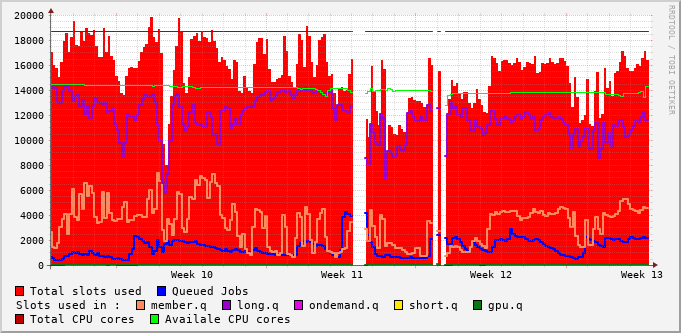 20000
18000
16000
14000
12000
10000
8000
6000
4000
2000
0
Week 10 Week 11 Week 12 Week 13
RRDTOOL / TOBI OETIKER
Total slots used Queued Jobs
Slots used in : member.q long.q ondemand.q short.q gpu.q
Total CPU cores Availale CPU cores